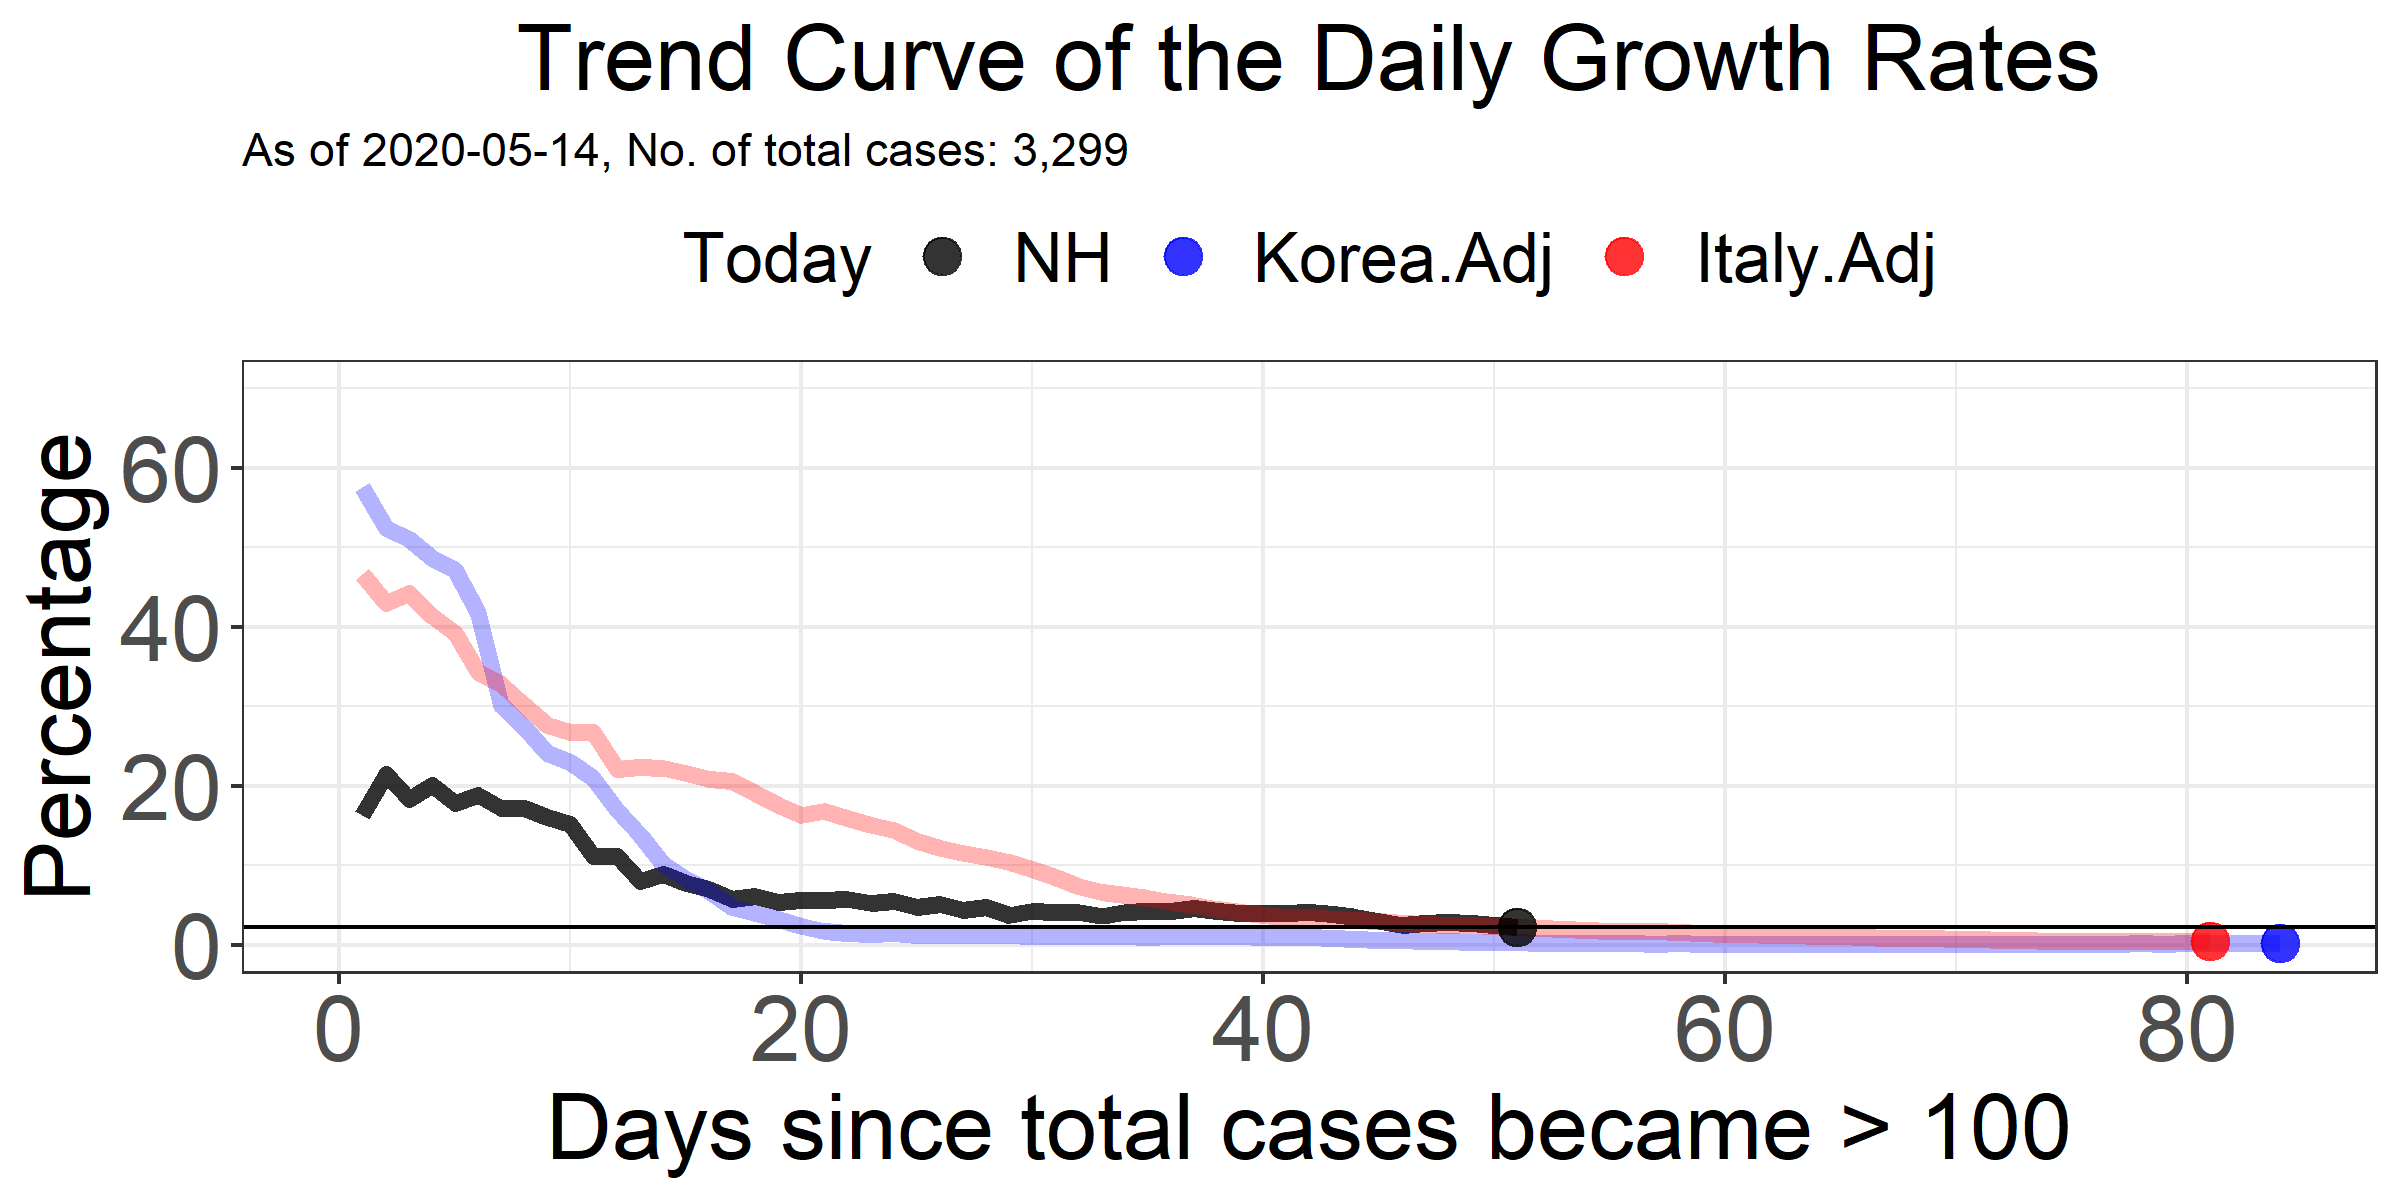 Trend Curve of the Daily Growth Rates
As of 2020-05-14, No. of total cases: 3,299
Today NH Korea.Adj Italy.Adj
Percentage
60
40
20
0
0 20 40 60 80
Days since total cases became > 100